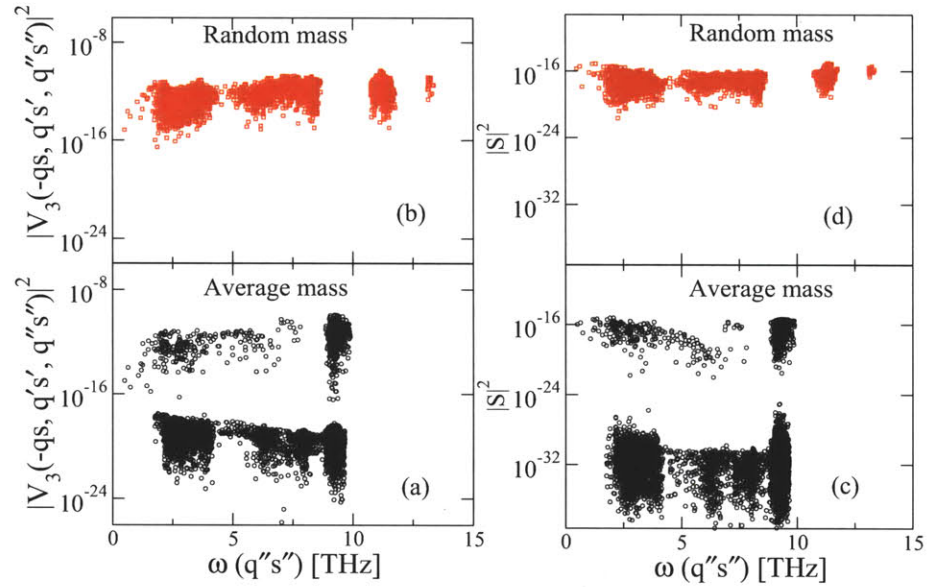 |V₃(-qs, q's', q"s")|²
10⁻⁸
10⁻¹⁶
10⁻²⁴
Random mass
(b)
|S|²
10⁻¹⁶
10⁻²⁴
10⁻³²
Random mass
(d)
|V₃(-qs, q's', q"s")|²
10⁻⁸
10⁻¹⁶
10⁻²⁴
Average mass
(a)
0 5 10 15
ω (q"s") [THz]
|S|²
10⁻¹⁶
10⁻²⁴
10⁻³²
Average mass
(c)
0 5 10 15
ω (q"s") [THz]